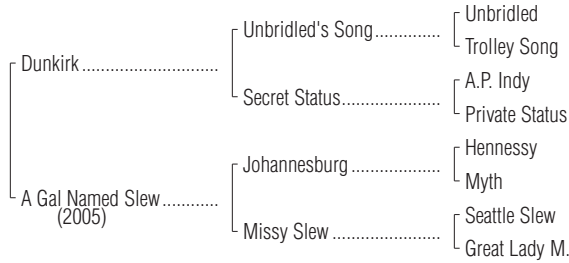 Unbridled
Unbridled's Song..............
Trolley Song
Dunkirk..............................
A.P. Indy
Secret Status.....................
Private Status
Hennessy
Johannesburg ...................
Myth
A Gal Named Slew............
(2005)
Seattle Slew
Missy Slew .......................
Great Lady M.